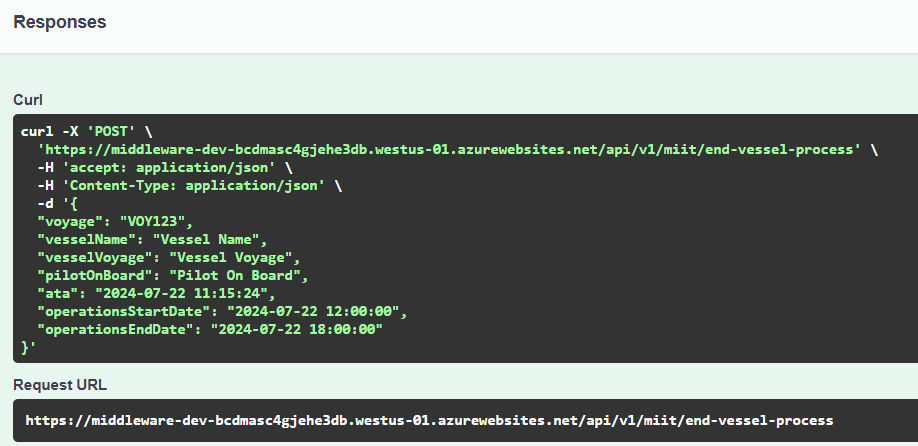 Responses
Curl
curl -X 'POST' \
'https://middleware-dev-bcdmasc4gjehe3db.westus-01.azurewebsites.net/api/v1/miit/end-vessel-process' \
-H 'accept: application/json' \
-H 'Content-Type: application/json' \
-d '{
"voyage": "VOY123",
"vesselName": "Vessel Name",
"vesselVoyage": "Vessel Voyage",
"pilotOnBoard": "Pilot On Board",
"ata": "2024-07-22 11:15:24",
"operationsStartDate": "2024-07-22 12:00:00",
"operationsEndDate": "2024-07-22 18:00:00"
}'
Request URL
https://middleware-dev-bcdmasc4gjehe3db.westus-01.azurewebsites.net/api/v1/miit/end-vessel-process